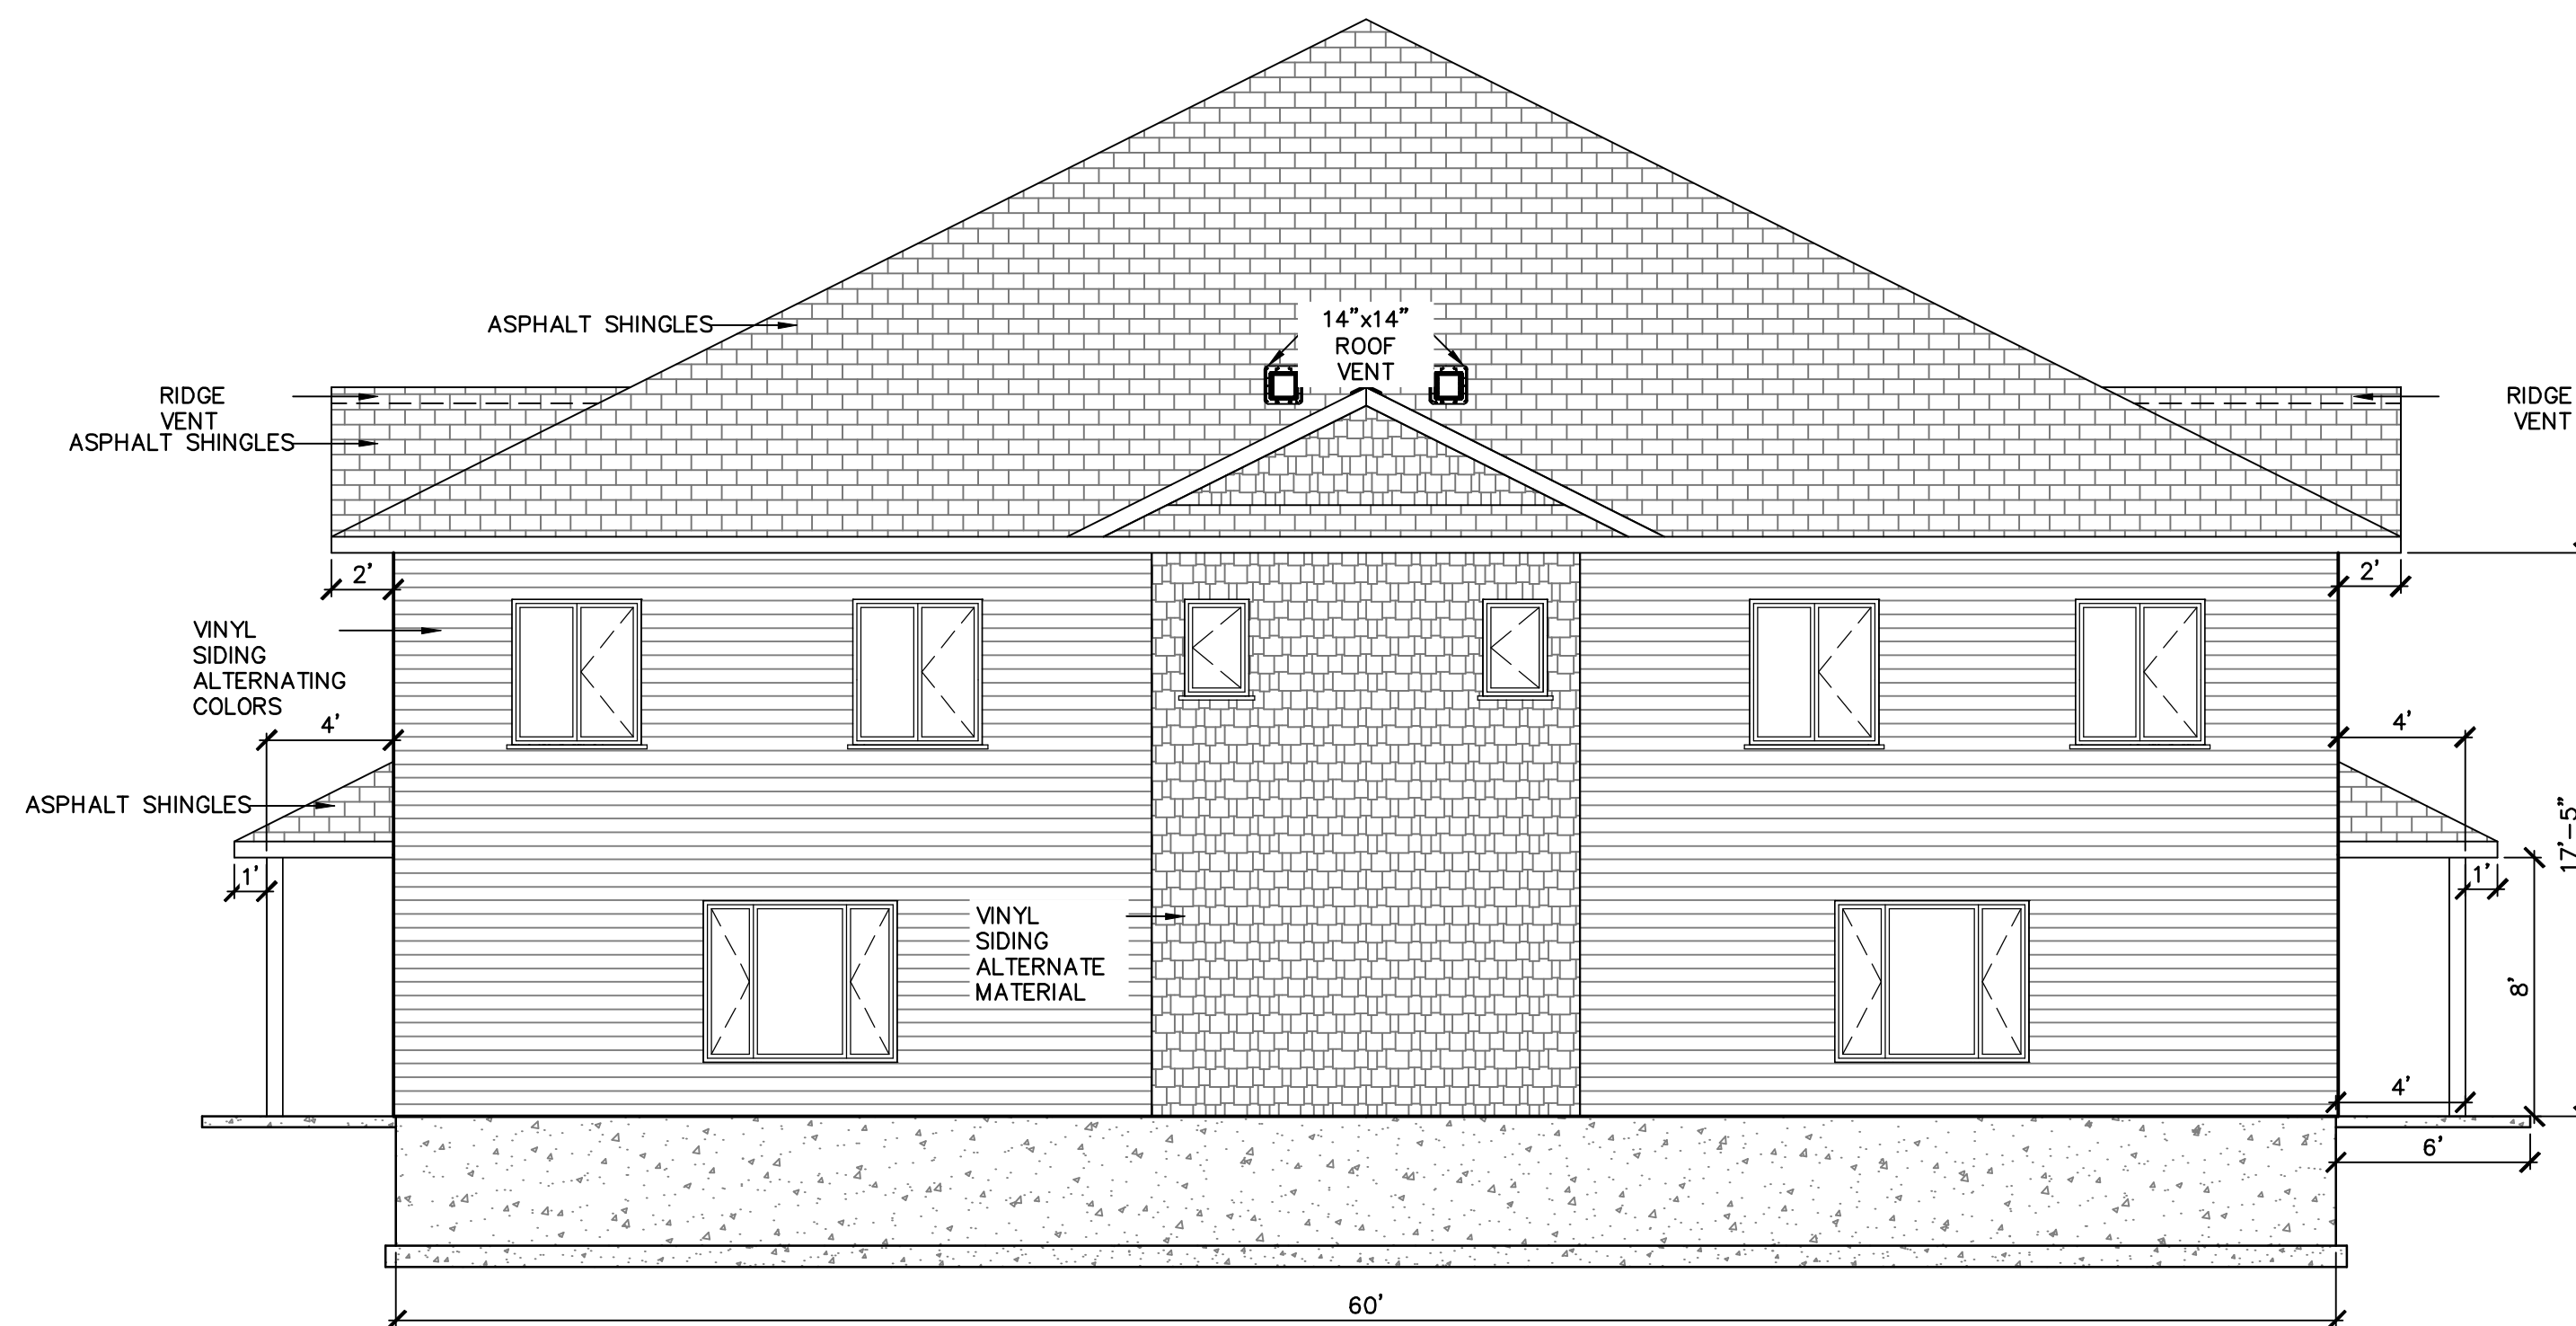 14”x14”
ROOF
VENT
ASPHALT SHINGLES
RIDGE
VENT
ASPHALT SHINGLES
RIDGE
VENT
2’
2’
VINYL
SIDING
ALTERNATING
COLORS
4’
4’
ASPHALT SHINGLES
17’–5”
1’
1’
VINYL
SIDING
ALTERNATE
MATERIAL
8’
4’
6’
60’